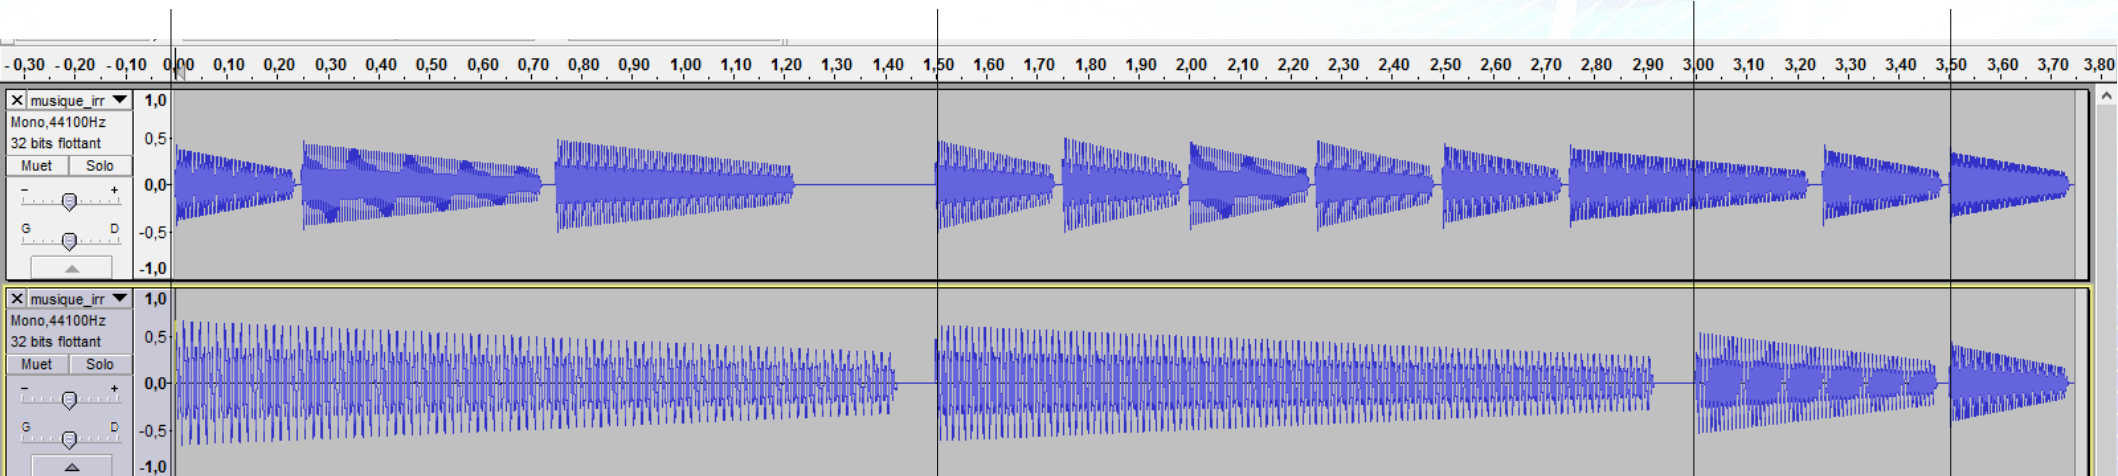 - 0,30 - 0,20 - 0,10 0,00 0,10 0,20 0,30 0,40 0,50 0,60 0,70 0,80 0,90 1,00 1,10 1,20 1,30 1,40 1,50 1,60 1,70 1,80 1,90 2,00 2,10 2,20 2,30 2,40 2,50 2,60 2,70 2,80 2,90 3,00 3,10 3,20 3,30 3,40 3,50 3,60 3,70 3,80
musique_irr 1,0
Mono,44100Hz
32 bits flottant 0,5
Muet Solo
- + 0,0
G D -0,5
-1,0
musique_irr 1,0
Mono,44100Hz
32 bits flottant 0,5
Muet Solo
- + 0,0
G D -0,5
-1,0